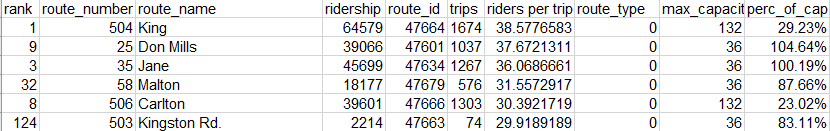 rank route_number route_name ridership route_id trips riders per trip route_type max_capacit perc_of_cap
1 504 King 64579 47664 1674 38.5776583 0 132 29.23%
9 25 Don Mills 39066 47601 1037 37.6721311 0 36 104.64%
3 35 Jane 45699 47634 1267 36.0686661 0 36 100.19%
32 58 Malton 18177 47679 576 31.5572917 0 36 87.66%
8 506 Carlton 39601 47666 1303 30.3921719 0 132 23.02%
124 503 Kingston Rd. 2214 47663 74 29.9189189 0 36 83.11%